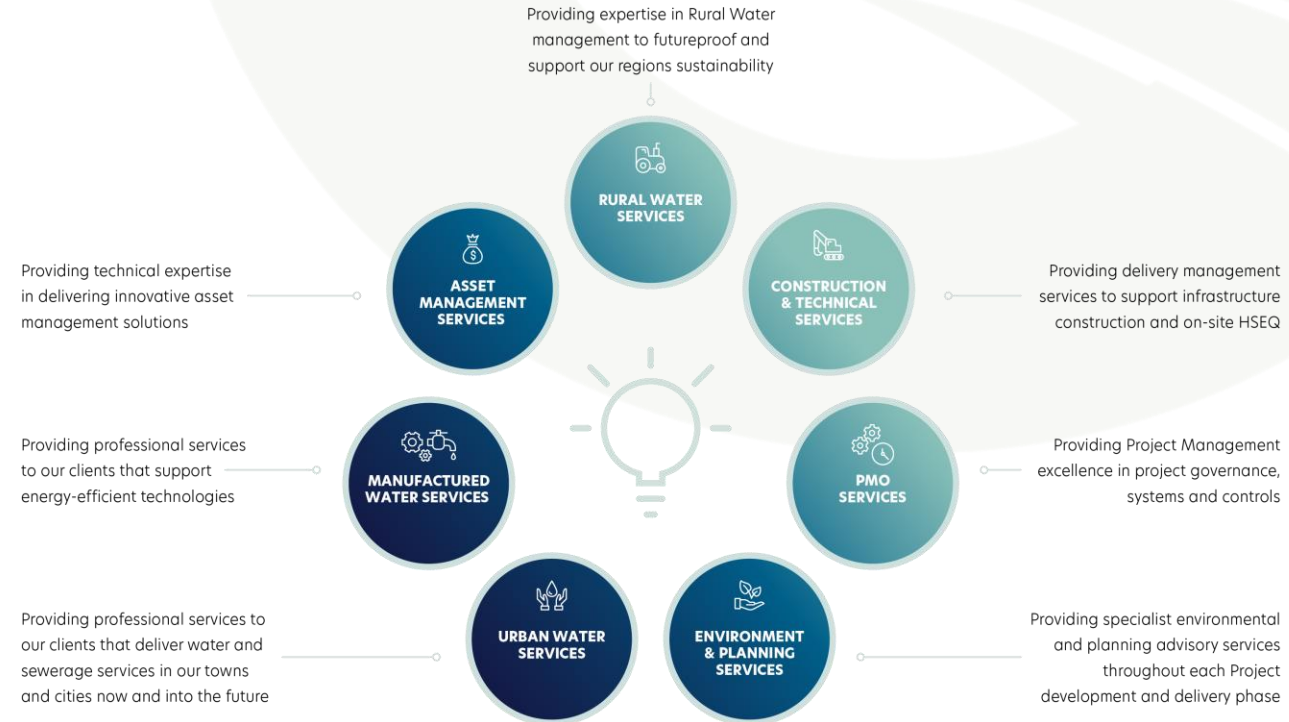 Providing expertise in Rural Water
management to futureproof and
support our regions sustainability
RURAL WATER
SERVICES
Providing technical expertise
in delivering innovative asset
management solutions
$
ASSET
MANAGEMENT
SERVICES
CONSTRUCTION
& TECHNICAL
SERVICES
Providing delivery management
services to support infrastructure
construction and on-site HSEQ
Providing professional services
to our clients that support
energy-efficient technologies
MANUFACTURED
WATER SERVICES
PMO
SERVICES
Providing Project Management
excellence in project governance,
systems and controls
Providing professional services to
our clients that deliver water and
sewerage services in our towns
and cities now and into the future
URBAN WATER
SERVICES
ENVIRONMENT
& PLANNING
SERVICES
Providing specialist environmental
and planning advisory services
throughout each Project
development and delivery phase